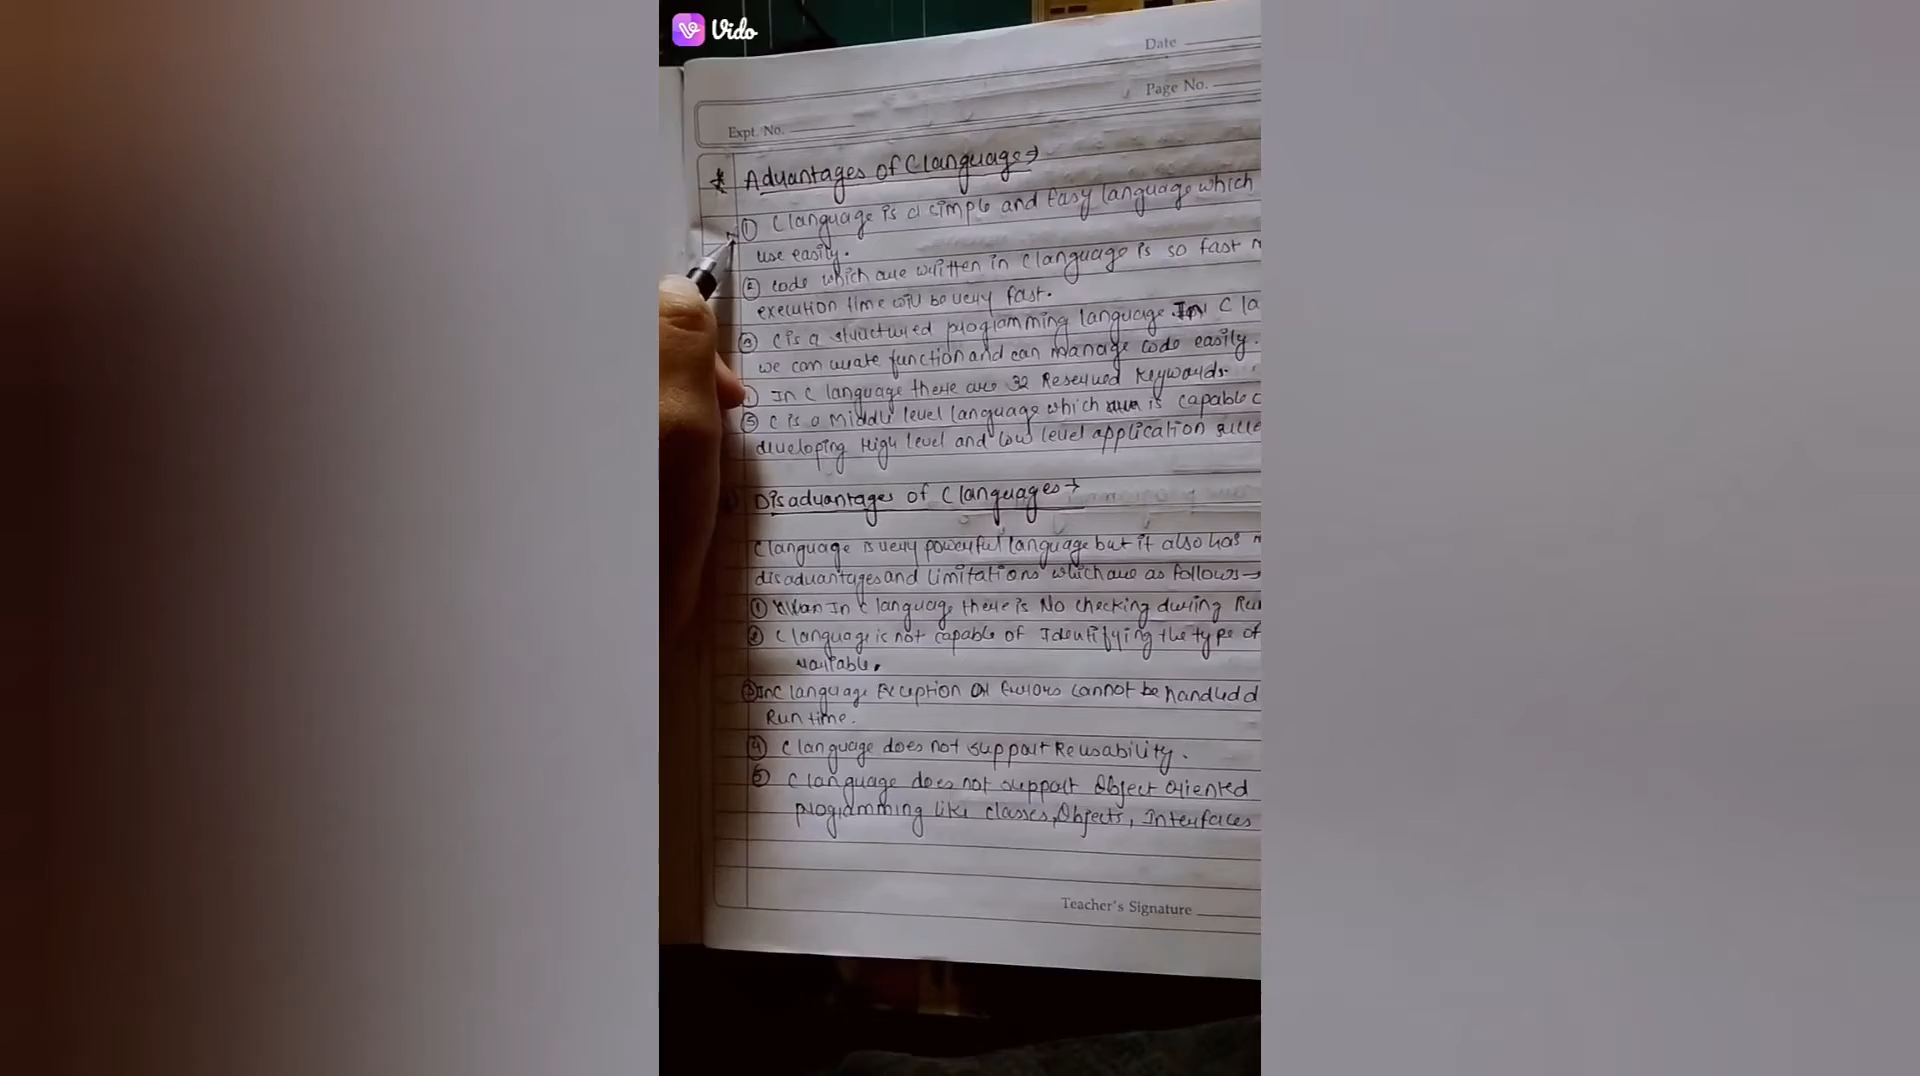 Vido
Date
Page No.
Expt. No.
* Advantages of C language →
① C language is a simple and Easy language which
use easily.
② code which are written in C language is so fast
execution time will be very fast.
③ C is a structured programming language. In C la
we can create function and can manage code easily.
④ In C language there are 32 Reserved Keywords.
⑤ C is a Middle level language which is capable
developing High level and low level application
Disadvantages of C languages →
C language is very powerful language but it also has
disadvantages and Limitations which are as follows →
① In C language there is No checking during Run
② C language is not capable of Identifying the type of
variable.
③ In C language Exception or Errors cannot be handled d
Run time.
④ C language does not support Reusability.
⑤ C language does not support Object oriented
programming like classes, Objects, Interfaces
Teacher's Signature